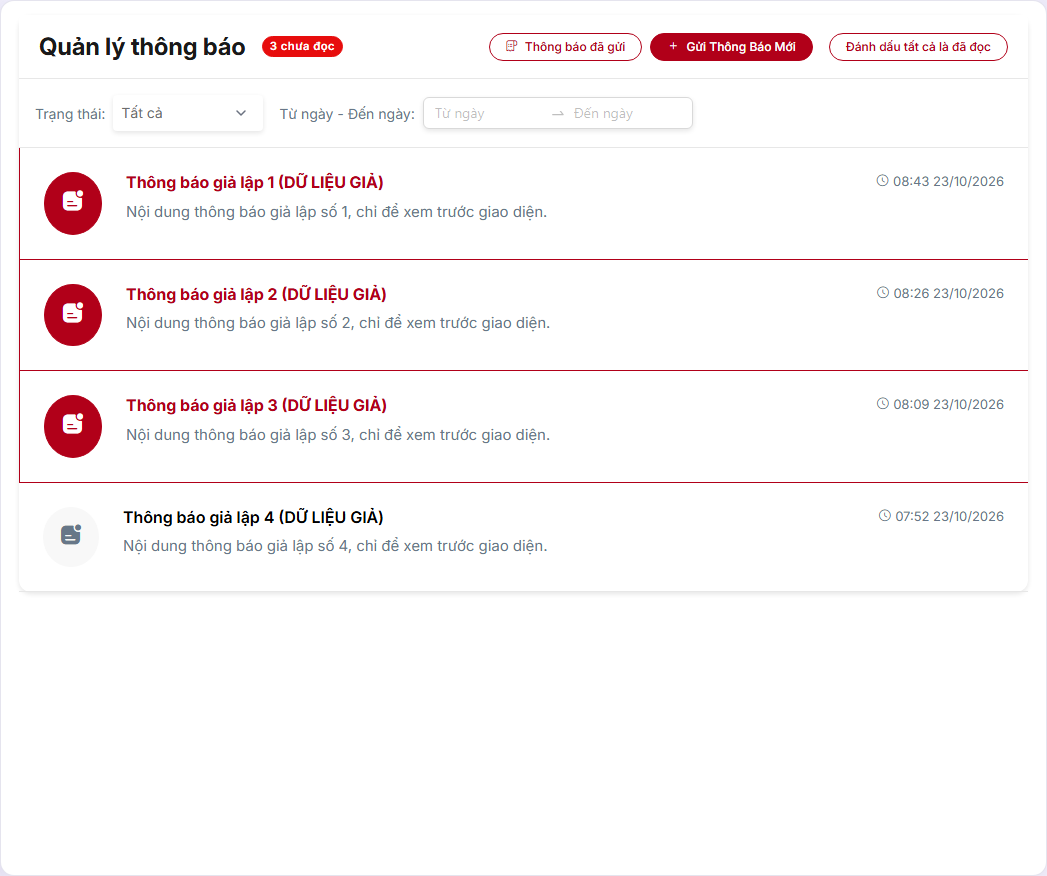 Quản lý thông báo 3 chưa đọc Thông báo đã gửi + Gửi Thông Báo Mới Đánh dấu tất cả là đã đọc
Trạng thái: Tất cả Từ ngày - Đến ngày: Từ ngày → Đến ngày
Thông báo giả lập 1 (DỮ LIỆU GIẢ) 08:43 23/10/2026
Nội dung thông báo giả lập số 1, chỉ để xem trước giao diện.
Thông báo giả lập 2 (DỮ LIỆU GIẢ) 08:26 23/10/2026
Nội dung thông báo giả lập số 2, chỉ để xem trước giao diện.
Thông báo giả lập 3 (DỮ LIỆU GIẢ) 08:09 23/10/2026
Nội dung thông báo giả lập số 3, chỉ để xem trước giao diện.
Thông báo giả lập 4 (DỮ LIỆU GIẢ) 07:52 23/10/2026
Nội dung thông báo giả lập số 4, chỉ để xem trước giao diện.